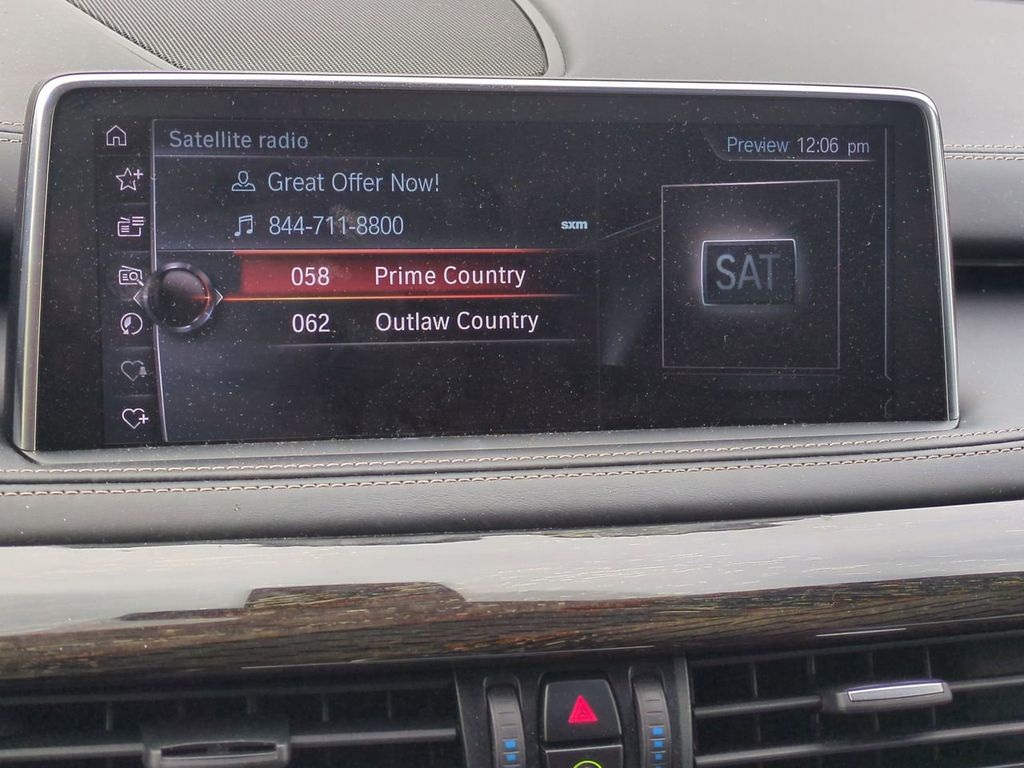 Satellite radio
Preview 12:06 pm
Great Offer Now!
844-711-8800
sxm
058 Prime Country
062 Outlaw Country
SAT